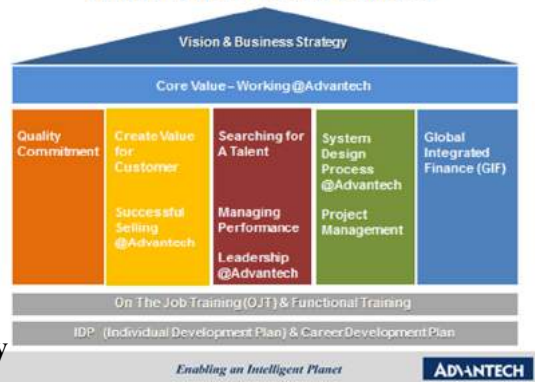 Vision & Business Strategy
Core Value – Working@Advantech
Quality
Commitment
Create Value
for
Customer
Successful
Selling
@Advantech
Searching for
A Talent
Managing
Performance
Leadership
@Advantech
System
Design
Process
@Advantech
Project
Management
Global
Integrated
Finance (GIF)
On The Job Training (OJT) & Functional Training
IDP (Individual Development Plan) & Career Development Plan
y
Enabling an Intelligent Planet
ADVANTECH